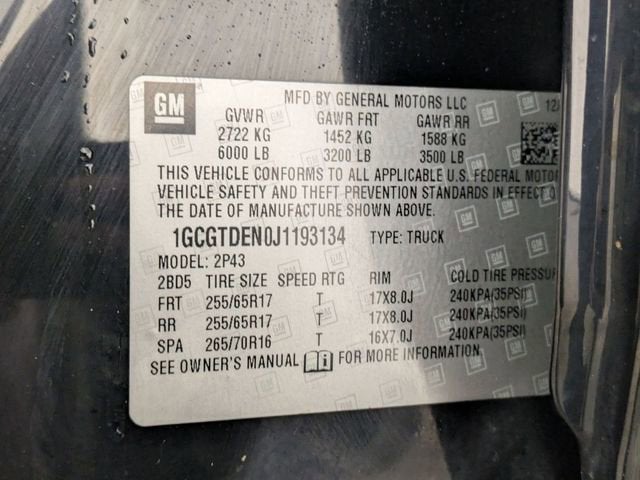 GM
MFD BY GENERAL MOTORS LLC
GVWR GAWR FRT GAWR RR
2722 KG 1452 KG 1588 KG
6000 LB 3200 LB 3500 LB
THIS VEHICLE CONFORMS TO ALL APPLICABLE U.S. FEDERAL
VEHICLE SAFETY AND THEFT PREVENTION STANDARDS IN EFFECT
THE DATE OF MANUFACTURE SHOWN ABOVE.
1GCGTDEN0J1193134 TYPE: TRUCK
MODEL: 2P43
2BD5 TIRE SIZE SPEED RTG RIM COLD TIRE
FRT 255/65R17 T 17X8.0J 240KPA(35PSI)
RR 255/65R17 T 17X8.0J 240KPA(35PSI)
SPA 265/70R16 T 16X7.0J 240KPA(35PSI)
SEE OWNER'S MANUAL FOR MORE INFORMATION